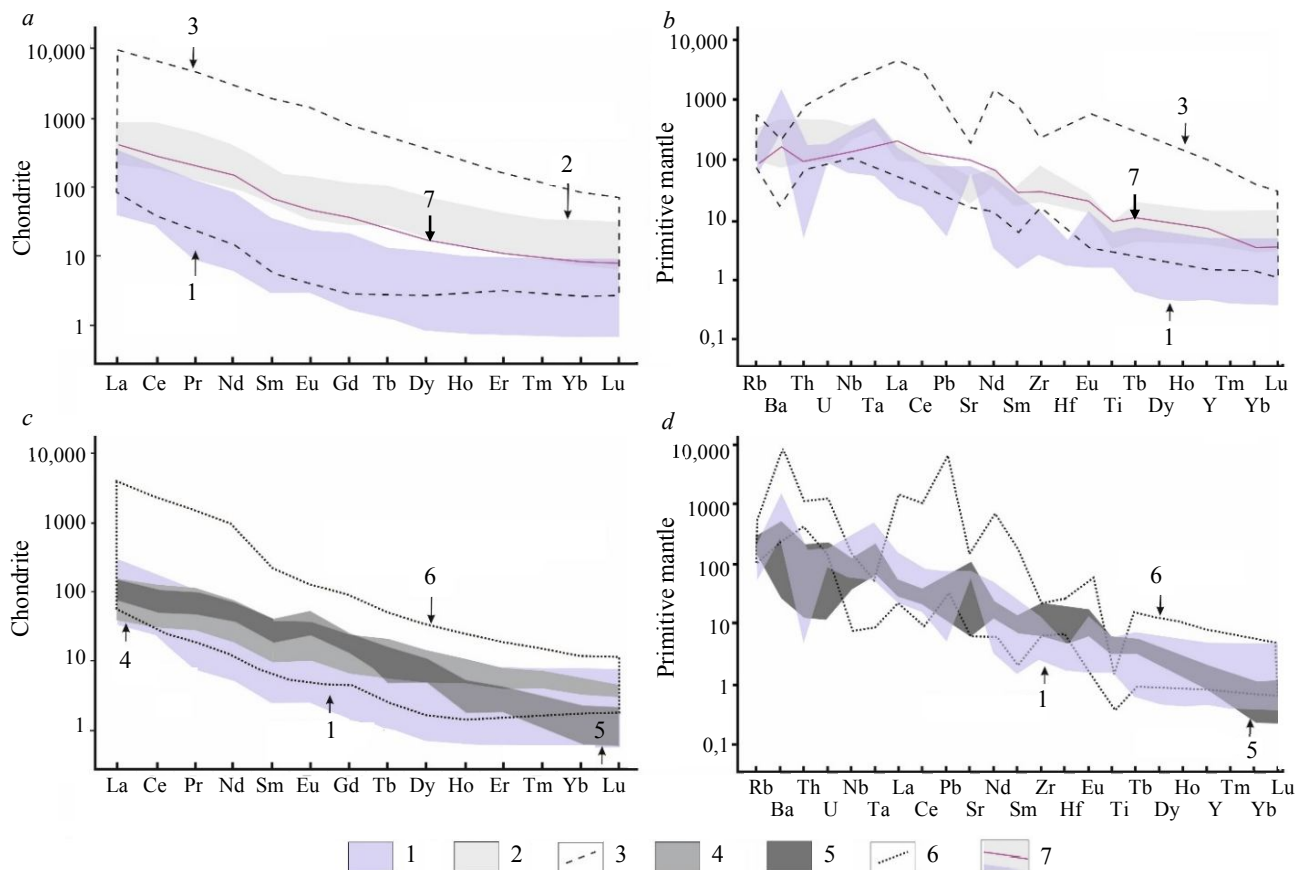 a
3
10,000
1000
100
10
1
Chondrite
2
7
1
La Ce Pr Nd Sm Eu Gd Tb Dy Ho Er Tm Yb Lu
b
10,000
1000
100
10
1
0,1
Primitive mantle
3
7
1
Rb Th Nb La Pb Nd Zr Eu Tb Ho Tm Lu
Ba U Ta Ce Sr Sm Hf Ti Dy Y Yb
c
10,000
1000
100
10
1
Chondrite
6
4
1
5
La Ce Pr Nd Sm Eu Gd Tb Dy Ho Er Tm Yb Lu
d
10,000
1000
100
10
1
0,1
Primitive mantle
6
1
5
Rb Th Nb La Pb Nd Zr Eu Tb Ho Tm Lu
Ba U Ta Ce Sr Sm Hf Ti Dy Y Yb
1 2 3 4 5 6 7